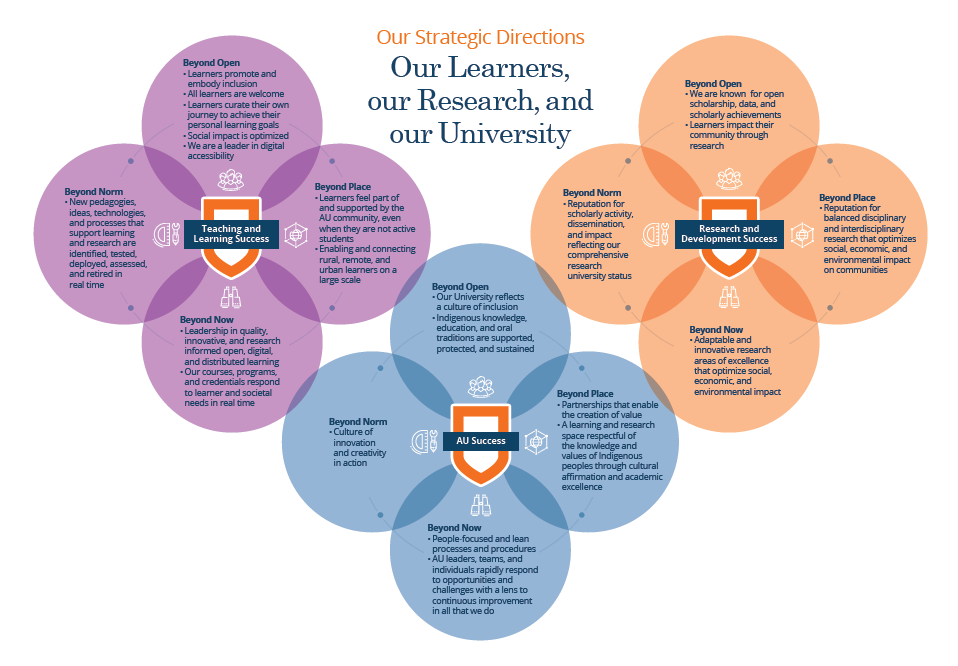 Our Strategic Directions
Our Learners,
our Research, and
our University
Beyond Open
• Learners promote and
embody inclusion
• All learners are welcome
• Learners curate their own
journey to achieve their
personal learning goals
• Social impact is optimized
• We are a leader in digital
accessibility
Beyond Norm
• New pedagogies,
ideas, technologies,
and processes that
support learning
and research are
identified, tested,
deployed, assessed,
and retired in
real time
Teaching and
Learning Success
Beyond Place
• Learners feel part of
and supported by the
AU community, even
when they are not active
students
• Enabling and connecting
rural, remote, and
urban learners on a
large scale
Beyond Now
• Leadership in quality,
innovative, and research
informed open, digital,
and distributed learning
• Our courses, programs,
and credentials respond
to learner and societal
needs in real time
Beyond Open
• Our University reflects
a culture of inclusion
• Indigenous knowledge,
education, and oral
traditions are supported,
protected, and sustained
Beyond Norm
• Culture of
innovation
and creativity
in action
AU Success
Beyond Place
• Partnerships that enable
the creation of value
• A learning and research
space respectful of
the knowledge and
values of Indigenous
peoples through cultural
affirmation and academic
excellence
Beyond Now
• People-focused and lean
processes and procedures
• AU leaders, teams, and
individuals rapidly respond
to opportunities and
challenges with a lens to
continuous improvement
in all that we do
Beyond Open
• We are known for open
scholarship, data, and
scholarly achievements
• Learners impact their
community through
research
Beyond Norm
• Reputation for
scholarly activity,
dissemination,
and impact
reflecting our
comprehensive
research
university status
Research and
Development Success
Beyond Place
• Reputation for
balanced disciplinary
and interdisciplinary
research that optimizes
social, economic, and
environmental impact
on communities
Beyond Now
• Adaptable and
innovative research
areas of excellence
that optimize social,
economic, and
environmental impact